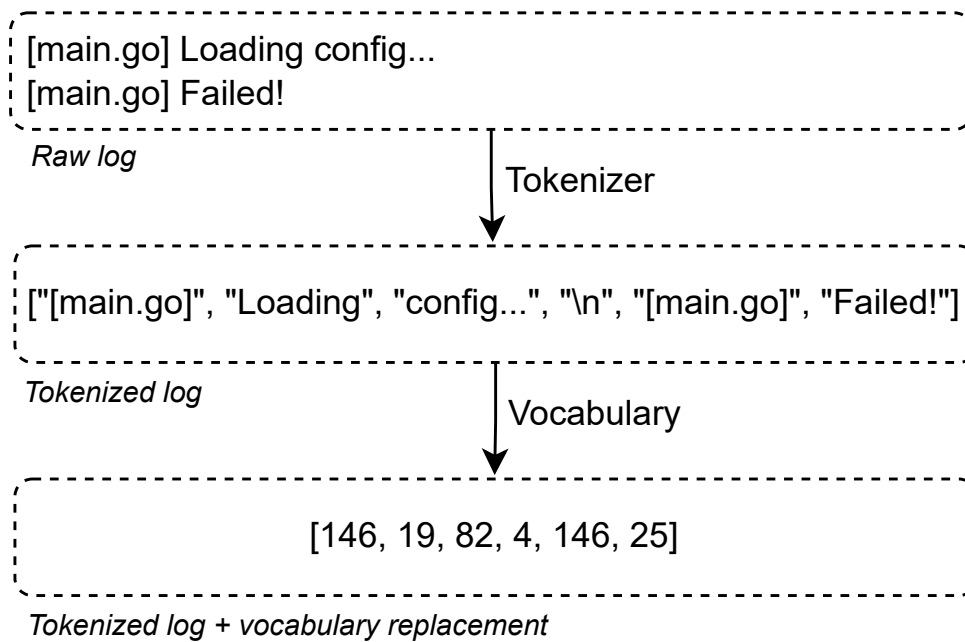 [main.go] Loading config...
[main.go] Failed!
Raw log
Tokenizer
["[main.go]", "Loading", "config...", "\n", "[main.go]", "Failed!"]
Tokenized log
Vocabulary
[146, 19, 82, 4, 146, 25]
Tokenized log + vocabulary replacement